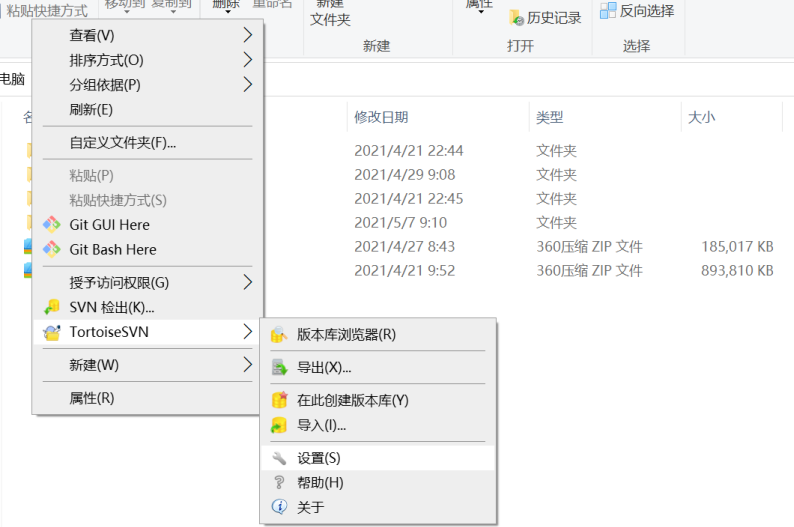 粘贴快捷方式 移动到 复制到 删除 重命名 新建 属性 历史记录 反向选择
文件夹
新建 打开 选择
电脑
查看(V)
排序方式(O)
分组依据(P)
刷新(E)
自定义文件夹(F)...
粘贴(P)
粘贴快捷方式(S)
Git GUI Here
Git Bash Here
授予访问权限(G)
SVN 检出(K)...
TortoiseSVN
新建(W)
属性(R)
修改日期 类型 大小
2021/4/21 22:44 文件夹
2021/4/29 9:08 文件夹
2021/4/21 22:45 文件夹
2021/5/7 9:10 文件夹
2021/4/27 8:43 360压缩 ZIP 文件 185,017 KB
2021/4/21 9:52 360压缩 ZIP 文件 893,810 KB
版本库浏览器(R)
导出(X)...
在此创建版本库(Y)
导入(I)...
设置(S)
帮助(H)
关于